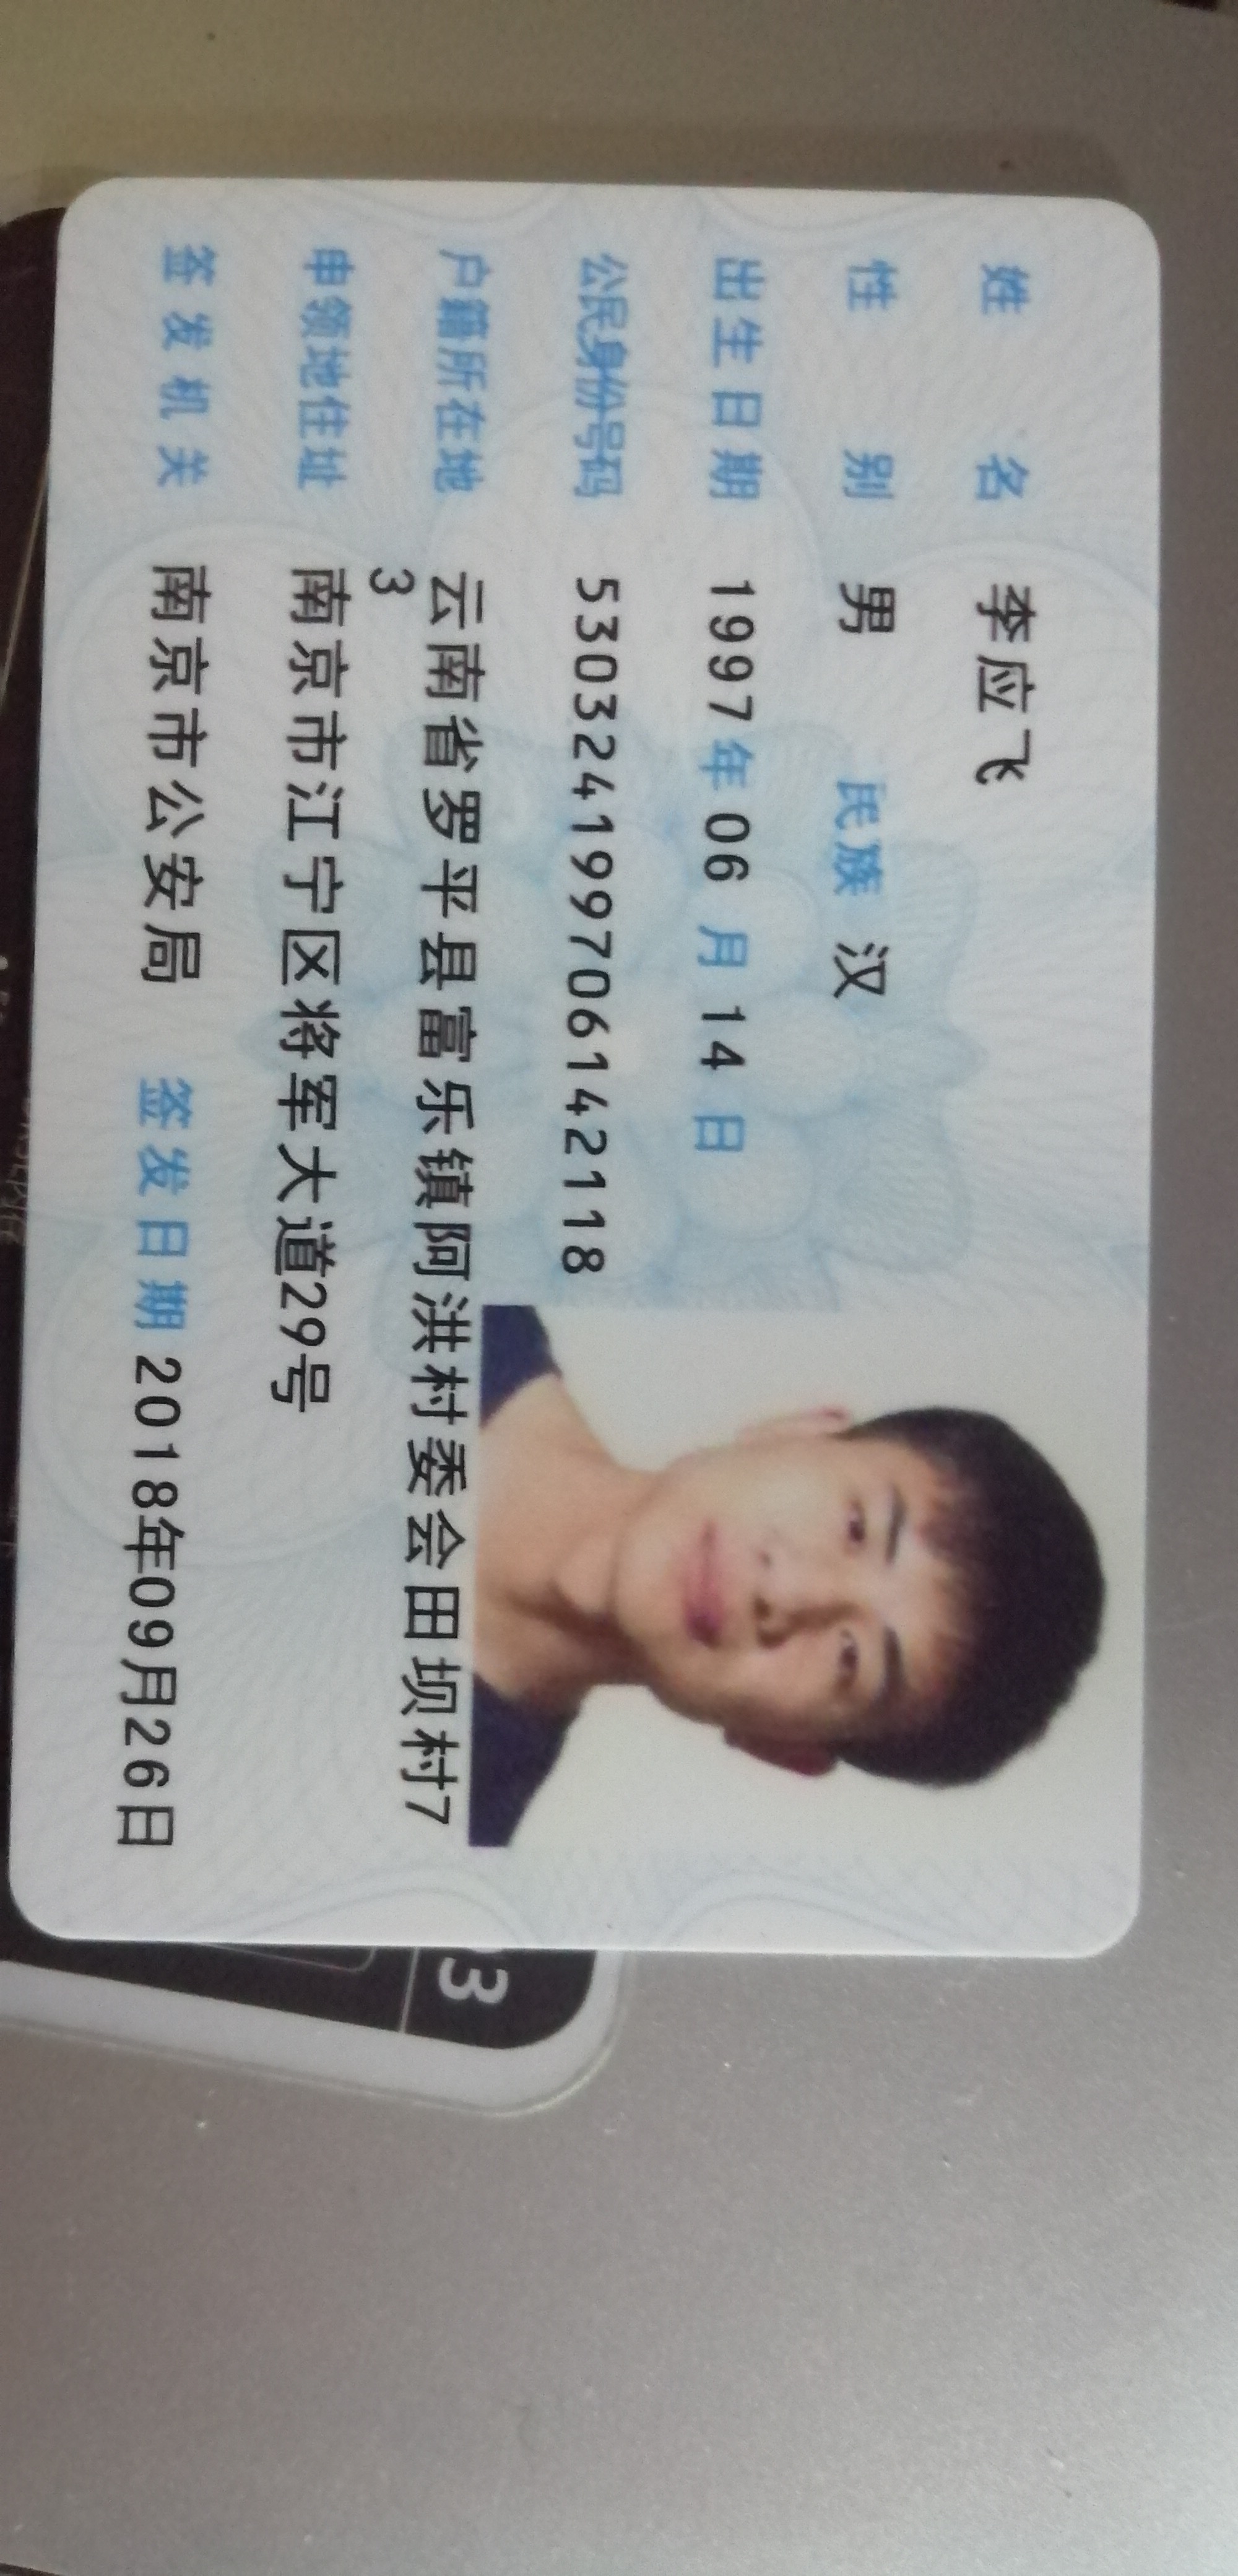 姓名 李应飞
性别 男 民族 汉
出生日期 1997年06月14日
公民身份号码 530324199706142118
户籍所在地 云南省罗平县富乐镇阿洪村委会田坝村7
3
申领地住址 南京市江宁区将军大道29号
签发机关 南京市公安局 签发日期 2018年09月26日
3